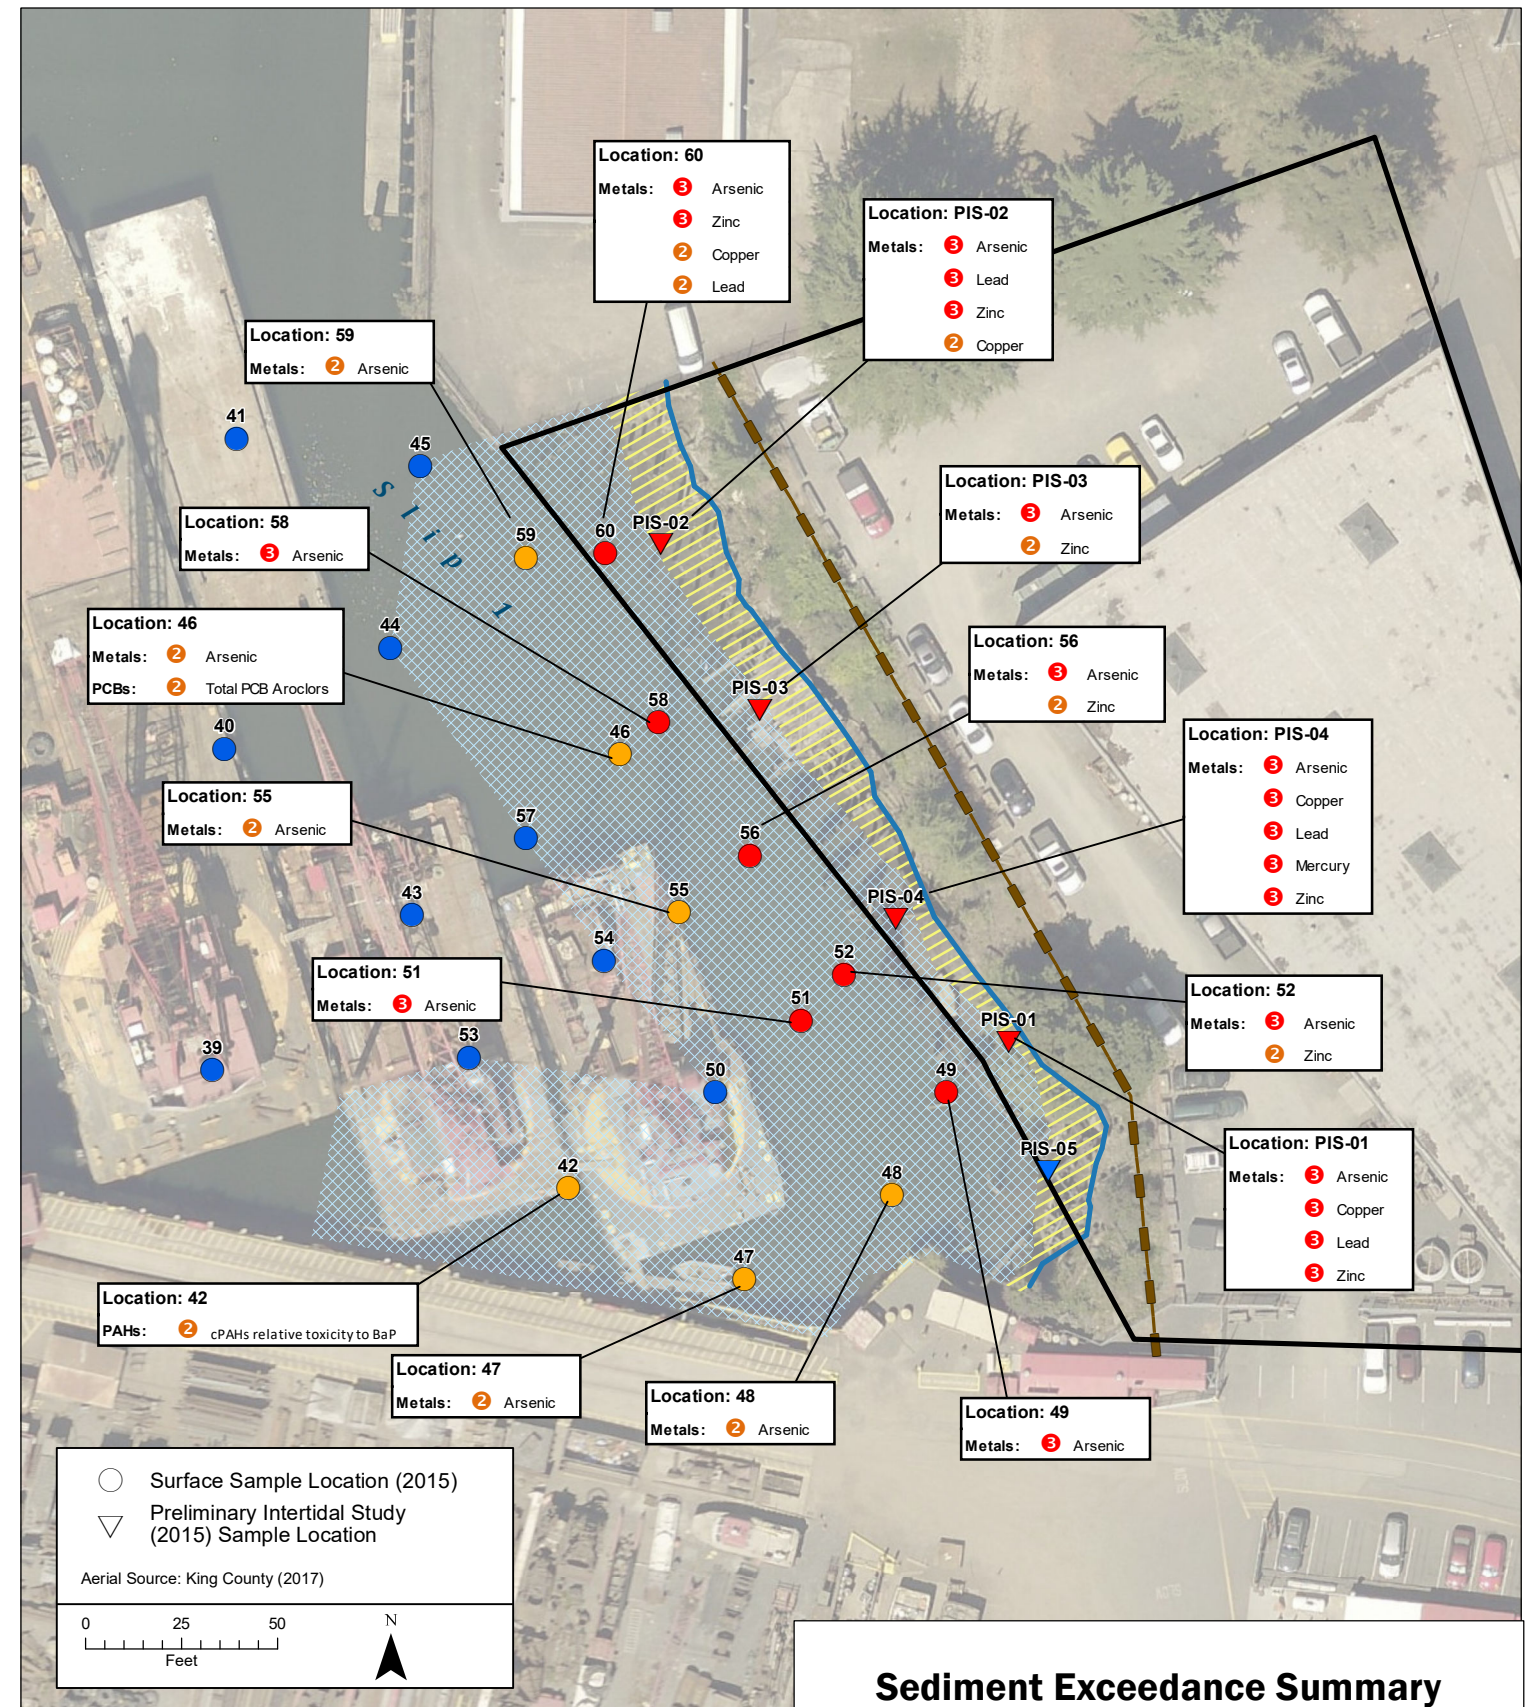 Location: 60
Metals: 3 Arsenic
3 Zinc
2 Copper
2 Lead
Location: PIS-02
Metals: 3 Arsenic
3 Lead
3 Zinc
2 Copper
Location: 59
Metals: 2 Arsenic
41
45
Slip 1
Location: PIS-03
Metals: 3 Arsenic
2 Zinc
Location: 58
Metals: 3 Arsenic
59
60
PIS-02
Location: 46
Metals: 2 Arsenic
PCBs: 2 Total PCB Aroclors
44
Location: 56
Metals: 3 Arsenic
2 Zinc
PIS-03
58
46
40
Location: PIS-04
Metals: 3 Arsenic
3 Copper
3 Lead
3 Mercury
3 Zinc
Location: 55
Metals: 2 Arsenic
57
56
55
43
PIS-04
54
52
Location: 51
Metals: 3 Arsenic
51
Location: 52
Metals: 3 Arsenic
2 Zinc
PIS-01
39
53
50
49
Location: PIS-01
Metals: 3 Arsenic
3 Copper
3 Lead
3 Zinc
PIS-05
42
48
47
Location: 42
PAHs: 2 cPAHs relative toxicity to BaP
Location: 47
Metals: 2 Arsenic
Location: 48
Metals: 2 Arsenic
Location: 49
Metals: 3 Arsenic
Surface Sample Location (2015)
Preliminary Intertidal Study
(2015) Sample Location
Aerial Source: King County (2017)
0 25 50
Feet
N
Sediment Exceedance Summary